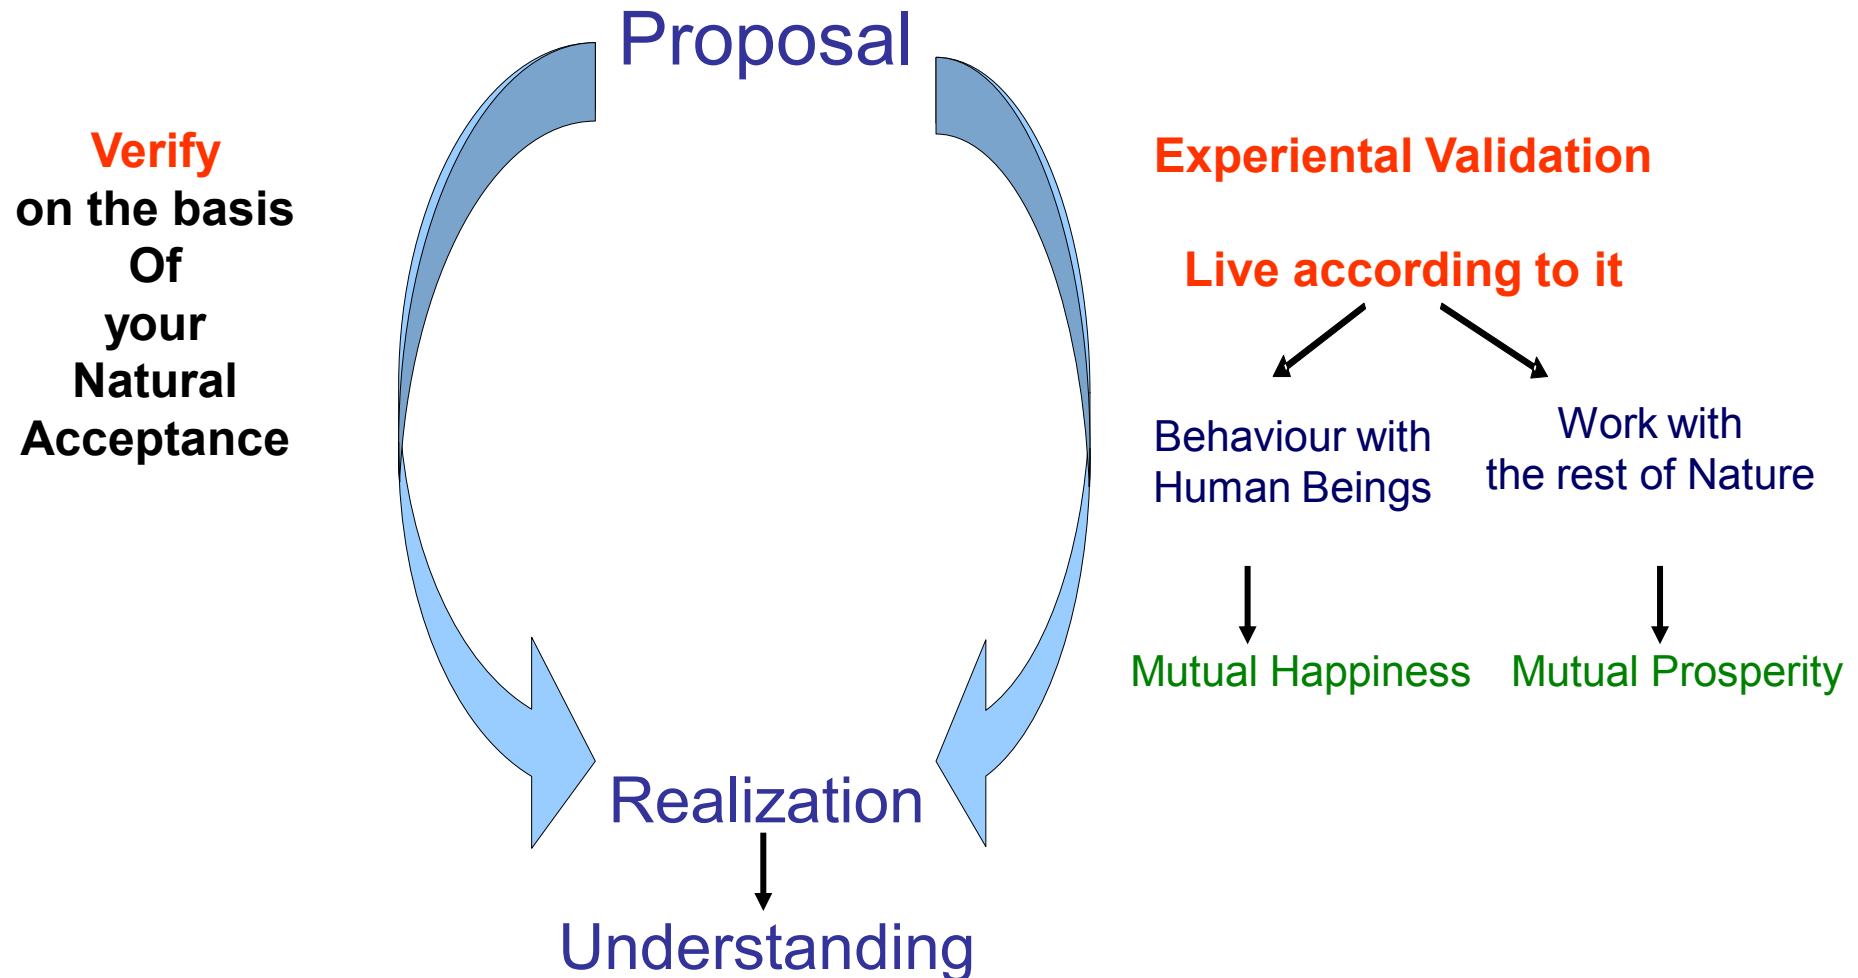 Proposal
Verify
on the basis
Of
your
Natural
Acceptance
Experiental Validation
Live according to it
Behaviour with
Human Beings
Work with
the rest of Nature
Mutual Happiness
Mutual Prosperity
Realization
Understanding